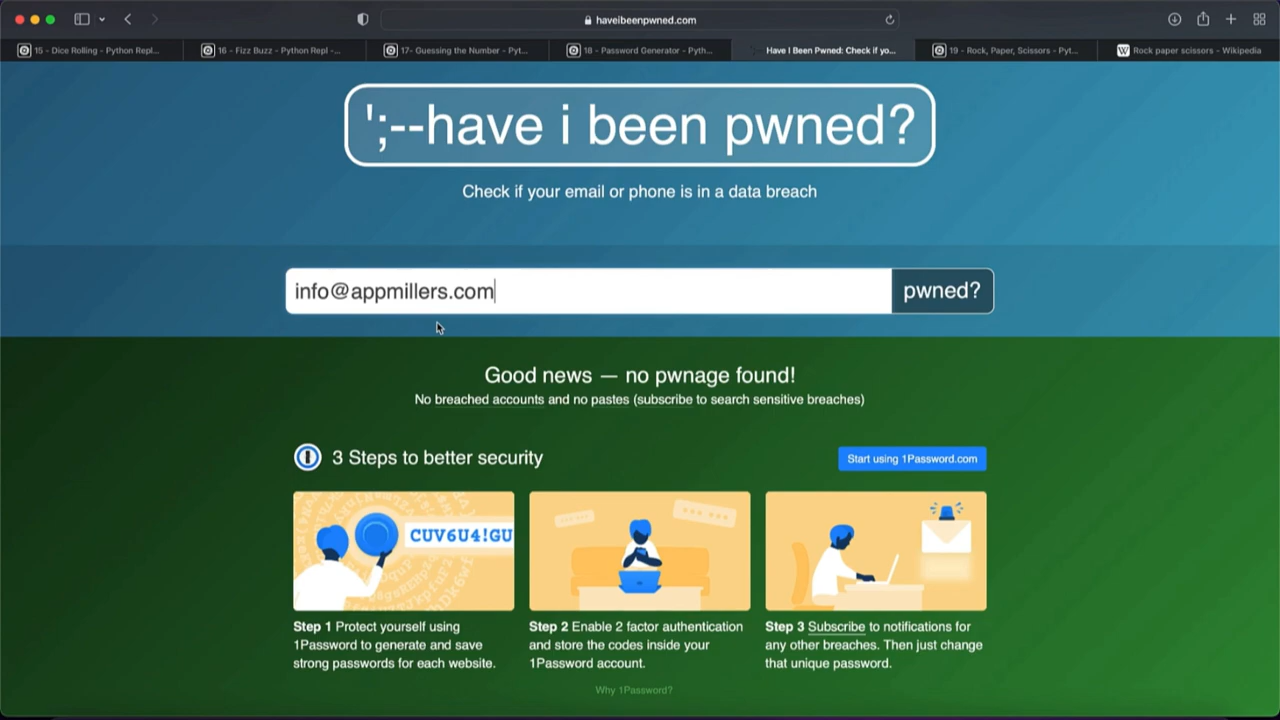 haveibeenpwned.com
15 - Dice Rolling - Python Repl...
16 - Fizz Buzz - Python Repl -...
17- Guessing the Number - Pyt...
18 - Password Generator - Pyth...
Have I Been Pwned: Check if yo...
19 - Rock, Paper, Scissors - Pyt...
W Rock paper scissors - Wikipedia
';--have i been pwned?
Check if your email or phone is in a data breach
info@appmillers.com
pwned?
Good news — no pwnage found!
No breached accounts and no pastes (subscribe to search sensitive breaches)
3 Steps to better security
Start using 1Password.com
CUV6U4!GU
Step 1 Protect yourself using
1Password to generate and save
strong passwords for each website.
Step 2 Enable 2 factor authentication
and store the codes inside your
1Password account.
Step 3 Subscribe to notifications for
any other breaches. Then just change
that unique password.
Why 1Password?